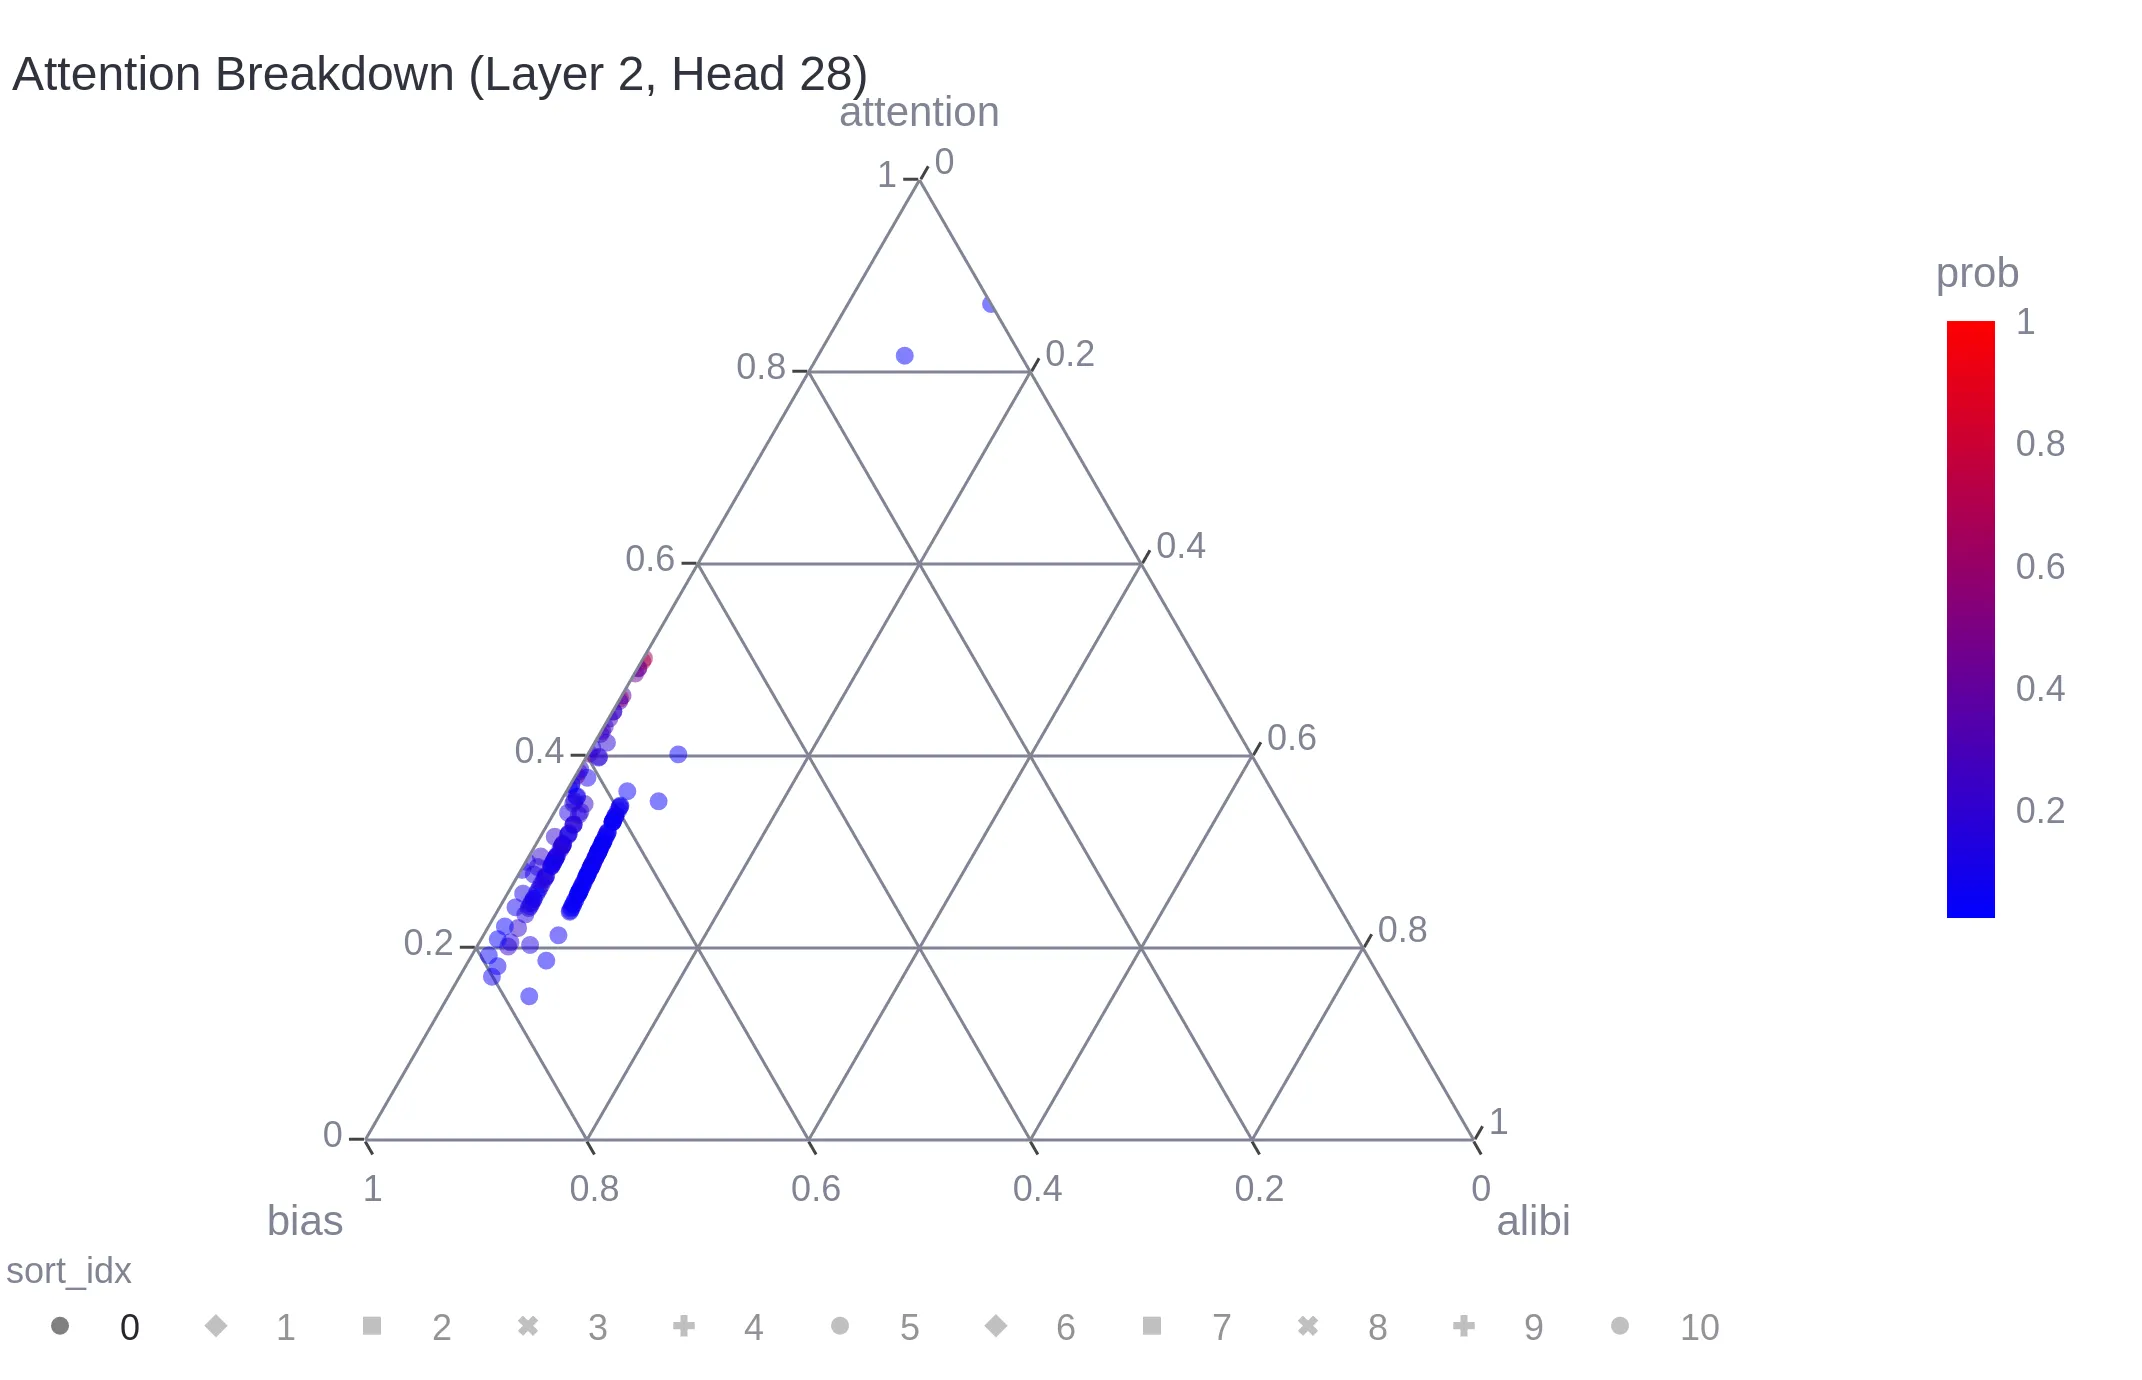 Attention Breakdown (Layer 2, Head 28)
attention
1 0
0.8 0.2
0.6 0.4
0.4 0.6
0.2 0.8
0 1
1 0.8 0.6 0.4 0.2 0
bias alibi
prob
1
0.8
0.6
0.4
0.2
sort_idx
0 1 2 3 4 5 6 7 8 9 10